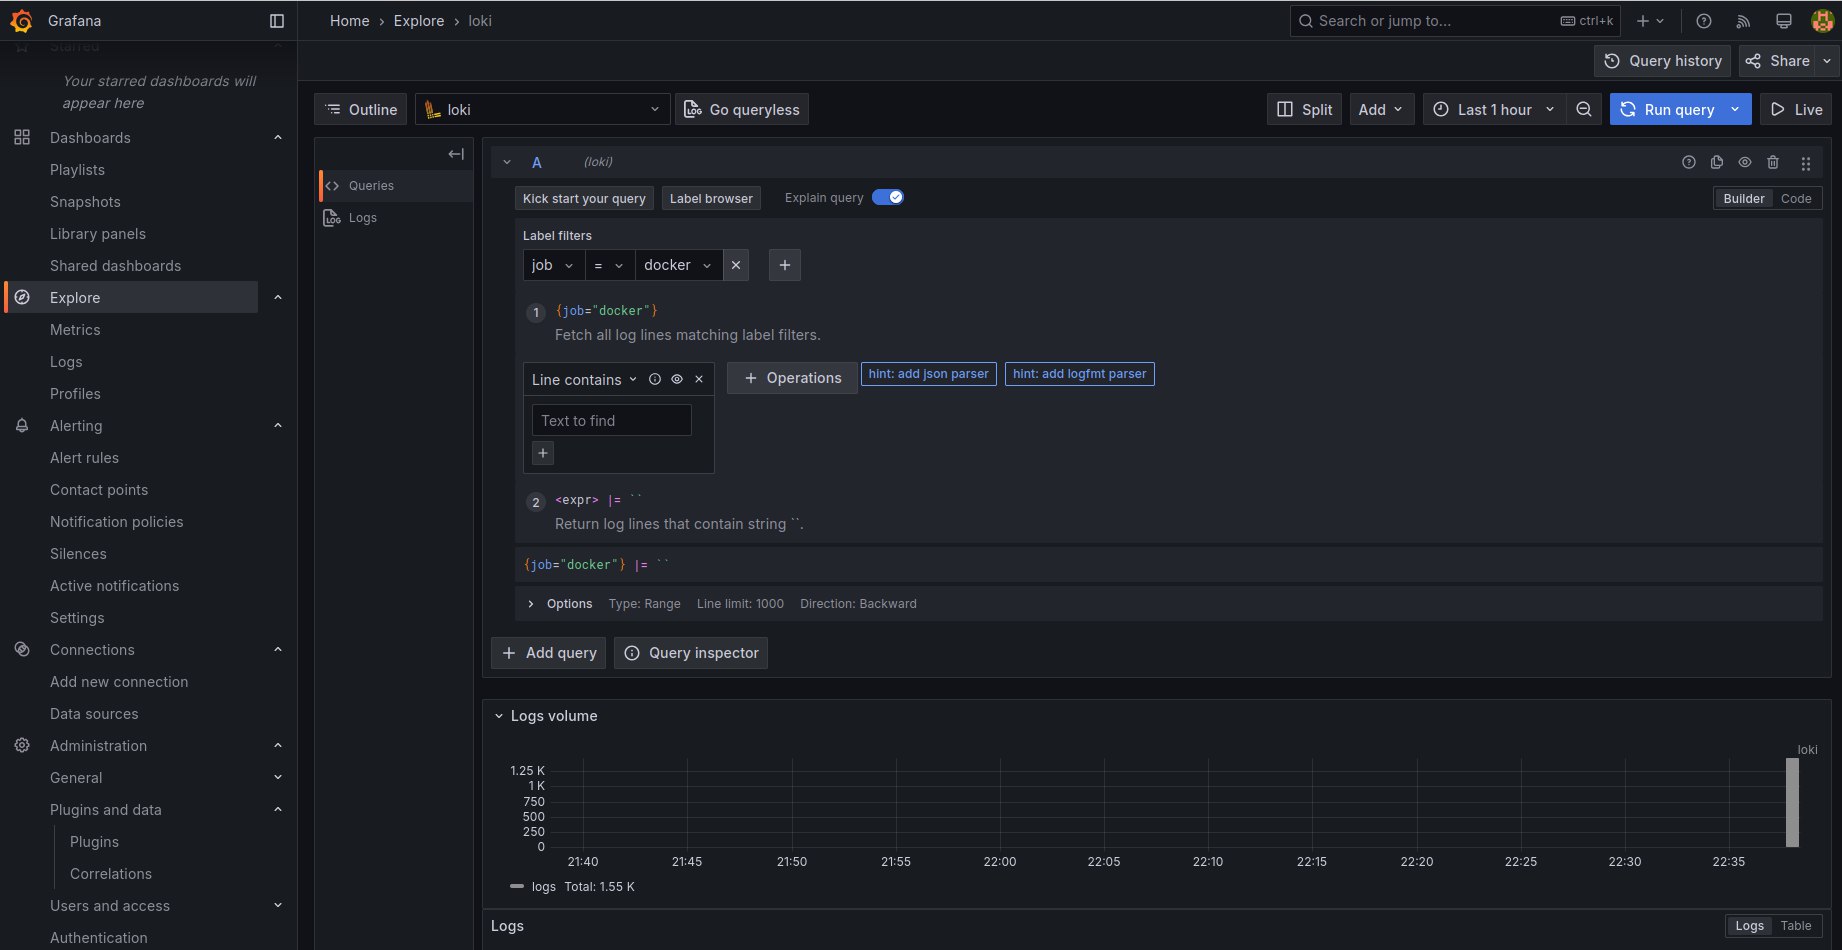 Grafana
Home › Explore › loki
Search or jump to...
ctrl+k
Starred
Your starred dashboards will
appear here
Dashboards
Playlists
Snapshots
Library panels
Shared dashboards
Explore
Metrics
Logs
Profiles
Alerting
Alert rules
Contact points
Notification policies
Silences
Active notifications
Settings
Connections
Add new connection
Data sources
Administration
General
Plugins and data
Plugins
Correlations
Users and access
Authentication
Query history
Share
Outline
loki
Go queryless
Split
Add
Last 1 hour
Run query
Live
Queries
Logs
A (loki)
Kick start your query
Label browser
Explain query
Builder
Code
Label filters
job = docker
1 {job="docker"}
Fetch all log lines matching label filters.
Line contains
Operations
hint: add json parser
hint: add logfmt parser
Text to find
2 <expr> |= ``
Return log lines that contain string ``.
{job="docker"} |= ``
Options Type: Range Line limit: 1000 Direction: Backward
Add query
Query inspector
Logs volume
loki
1.25 K
1 K
750
500
250
0
21:40 21:45 21:50 21:55 22:00 22:05 22:10 22:15 22:20 22:25 22:30 22:35
logs Total: 1.55 K
Logs
Logs
Table